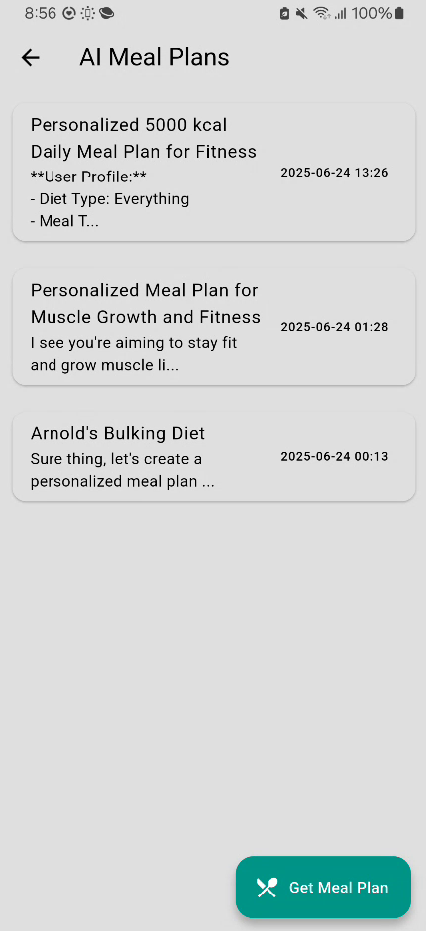 8:56
100%
AI Meal Plans
Personalized 5000 kcal
Daily Meal Plan for Fitness
**User Profile:**
- Diet Type: Everything
- Meal T...
2025-06-24 13:26
Personalized Meal Plan for
Muscle Growth and Fitness
I see you're aiming to stay fit
and grow muscle li...
2025-06-24 01:28
Arnold's Bulking Diet
Sure thing, let's create a
personalized meal plan ...
2025-06-24 00:13
Get Meal Plan